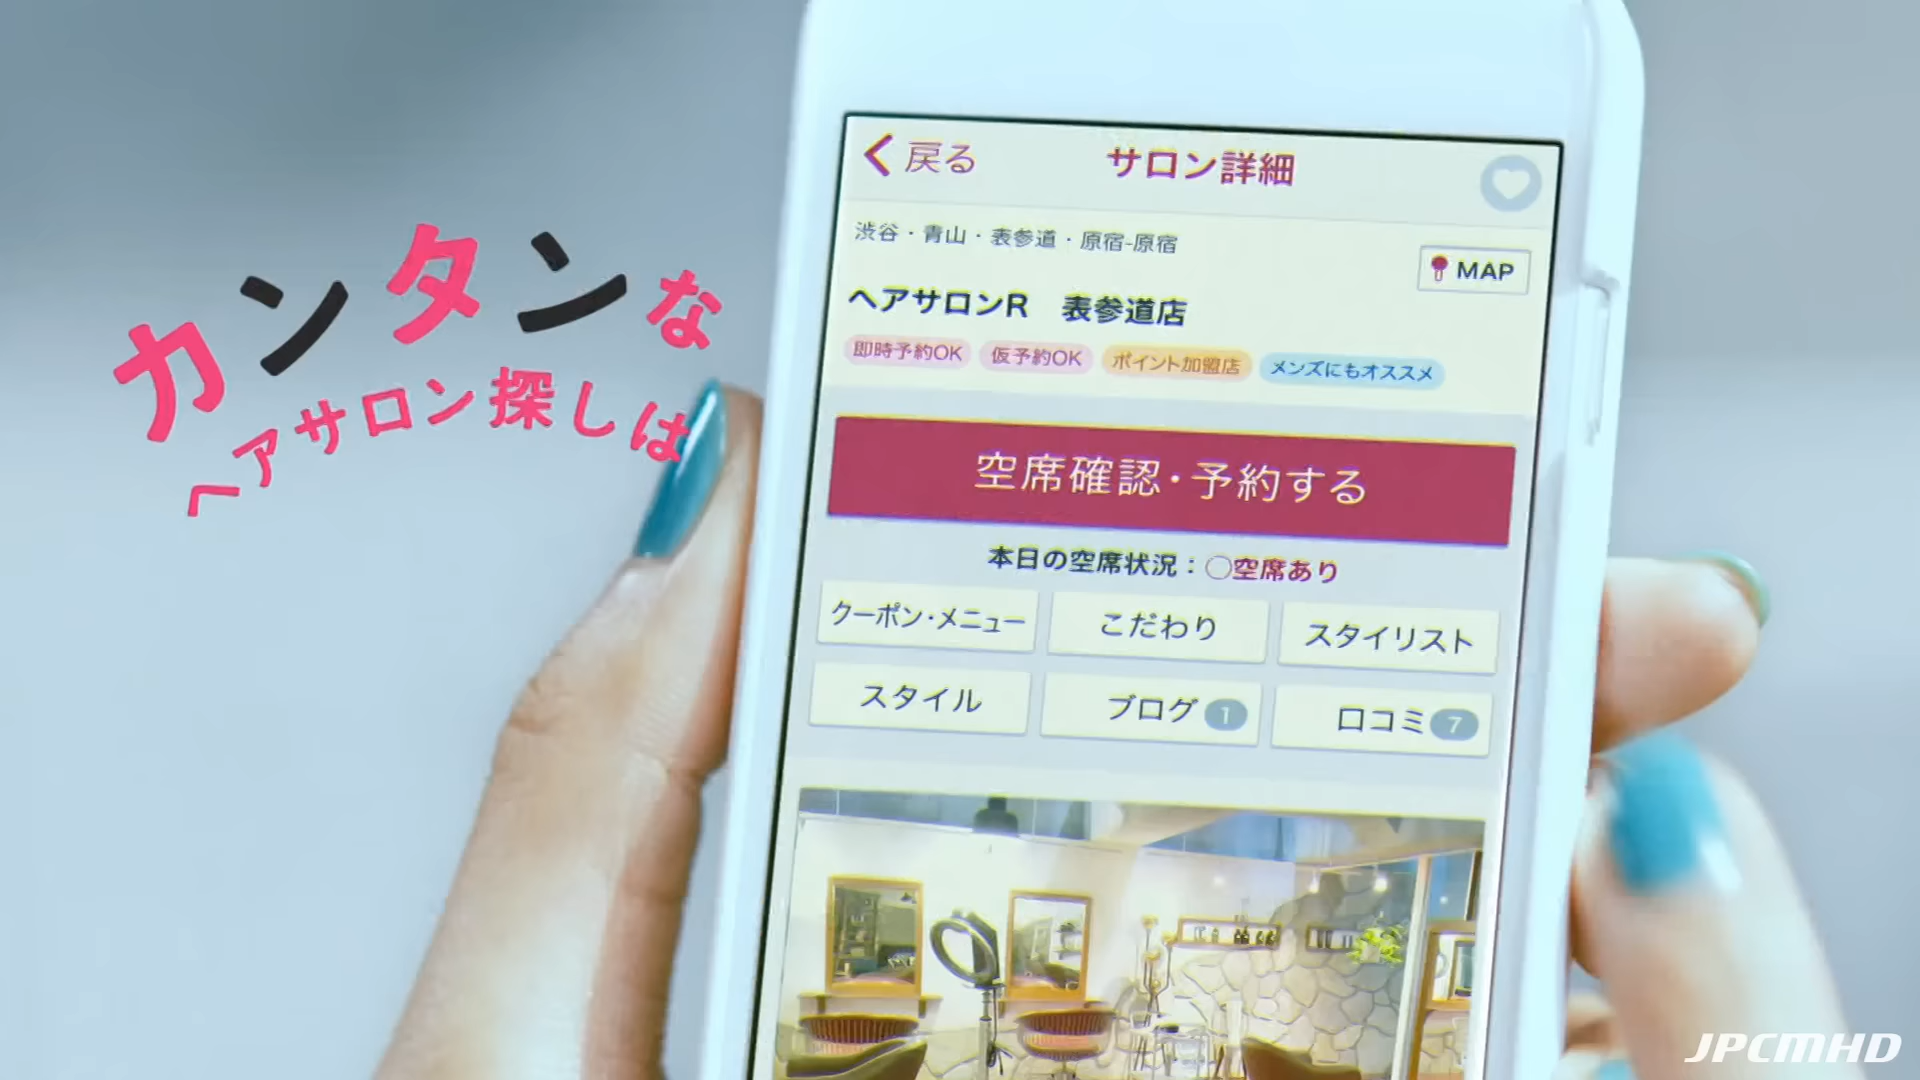 カンタンな
ヘアサロン探しは
戻る
サロン詳細
渋谷・青山・表参道・原宿-原宿
MAP
ヘアサロンR　表参道店
即時予約OK
仮予約OK
ポイント加盟店
メンズにもオススメ
空席確認・予約する
本日の空席状況：○空席あり
クーポン・メニュー
こだわり
スタイリスト
スタイル
ブログ 1
口コミ 7
JPCMHD